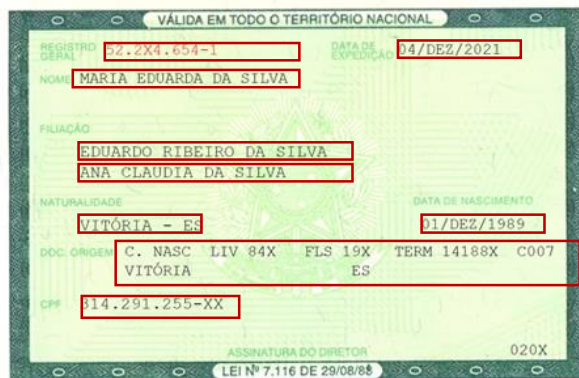 VÁLIDA EM TODO O TERRITÓRIO NACIONAL
REGISTRO GERAL 52.2X4.654-1 DATA DE EXPEDIÇÃO 04/DEZ/2021
NOME MARIA EDUARDA DA SILVA
FILIAÇÃO
EDUARDO RIBEIRO DA SILVA
ANA CLAUDIA DA SILVA
NATURALIDADE DATA DE NASCIMENTO
VITÓRIA - ES 01/DEZ/1989
DOC. ORIGEM C. NASC LIV 84X FLS 19X TERM 14188X C007
VITÓRIA ES
CPF 314.291.255-XX
020X
ASSINATURA DO DIRETOR
LEI Nº 7.116 DE 29/08/83